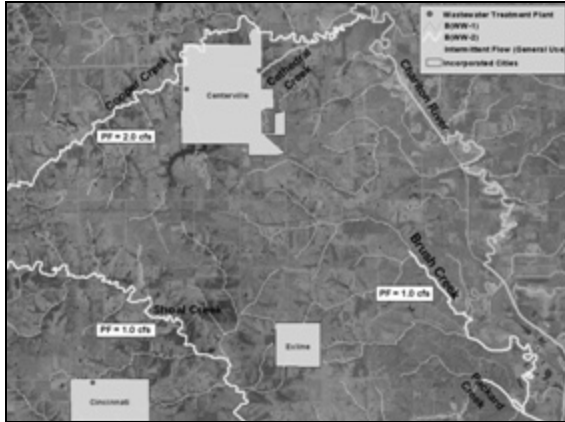 Wastewater Treatment Plant
B(WW-1)
B(WW-2)
Intermittent Flow (General Use
Incorporated Cities
Cooper Creek
Centerville
Cathedral
Creek
Chariton River
PF = 2.0 cfs
Brush Creek
PF = 1.0 cfs
Shoal Creek
PF = 1.0 cfs
Exline
Packard
Creek
Cincinnati